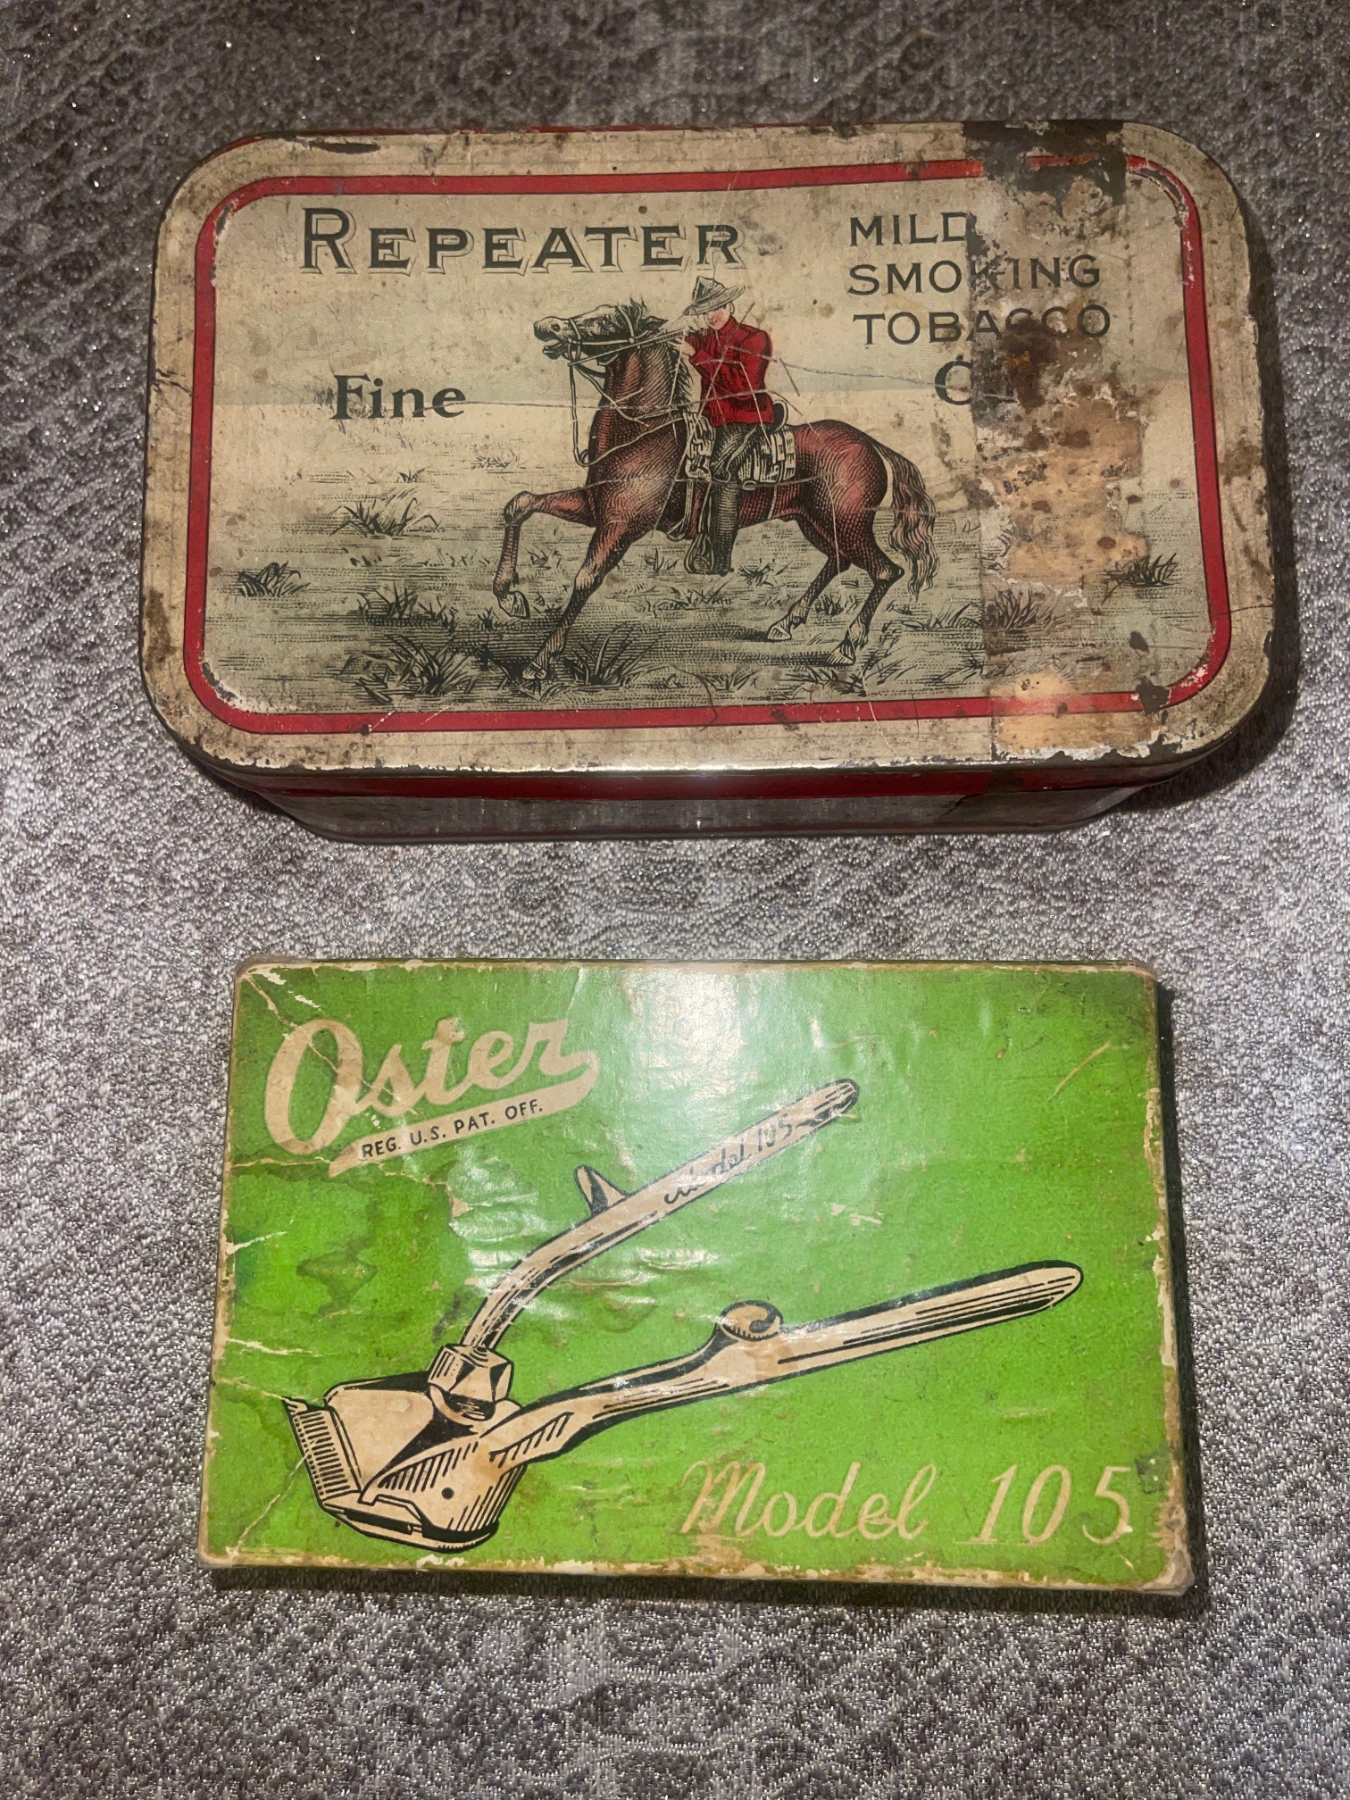 REPEATER
MILD
SMOKING
TOBACCO
Fine
Oster
REG. U.S. PAT. OFF.
Model 105
Model 105